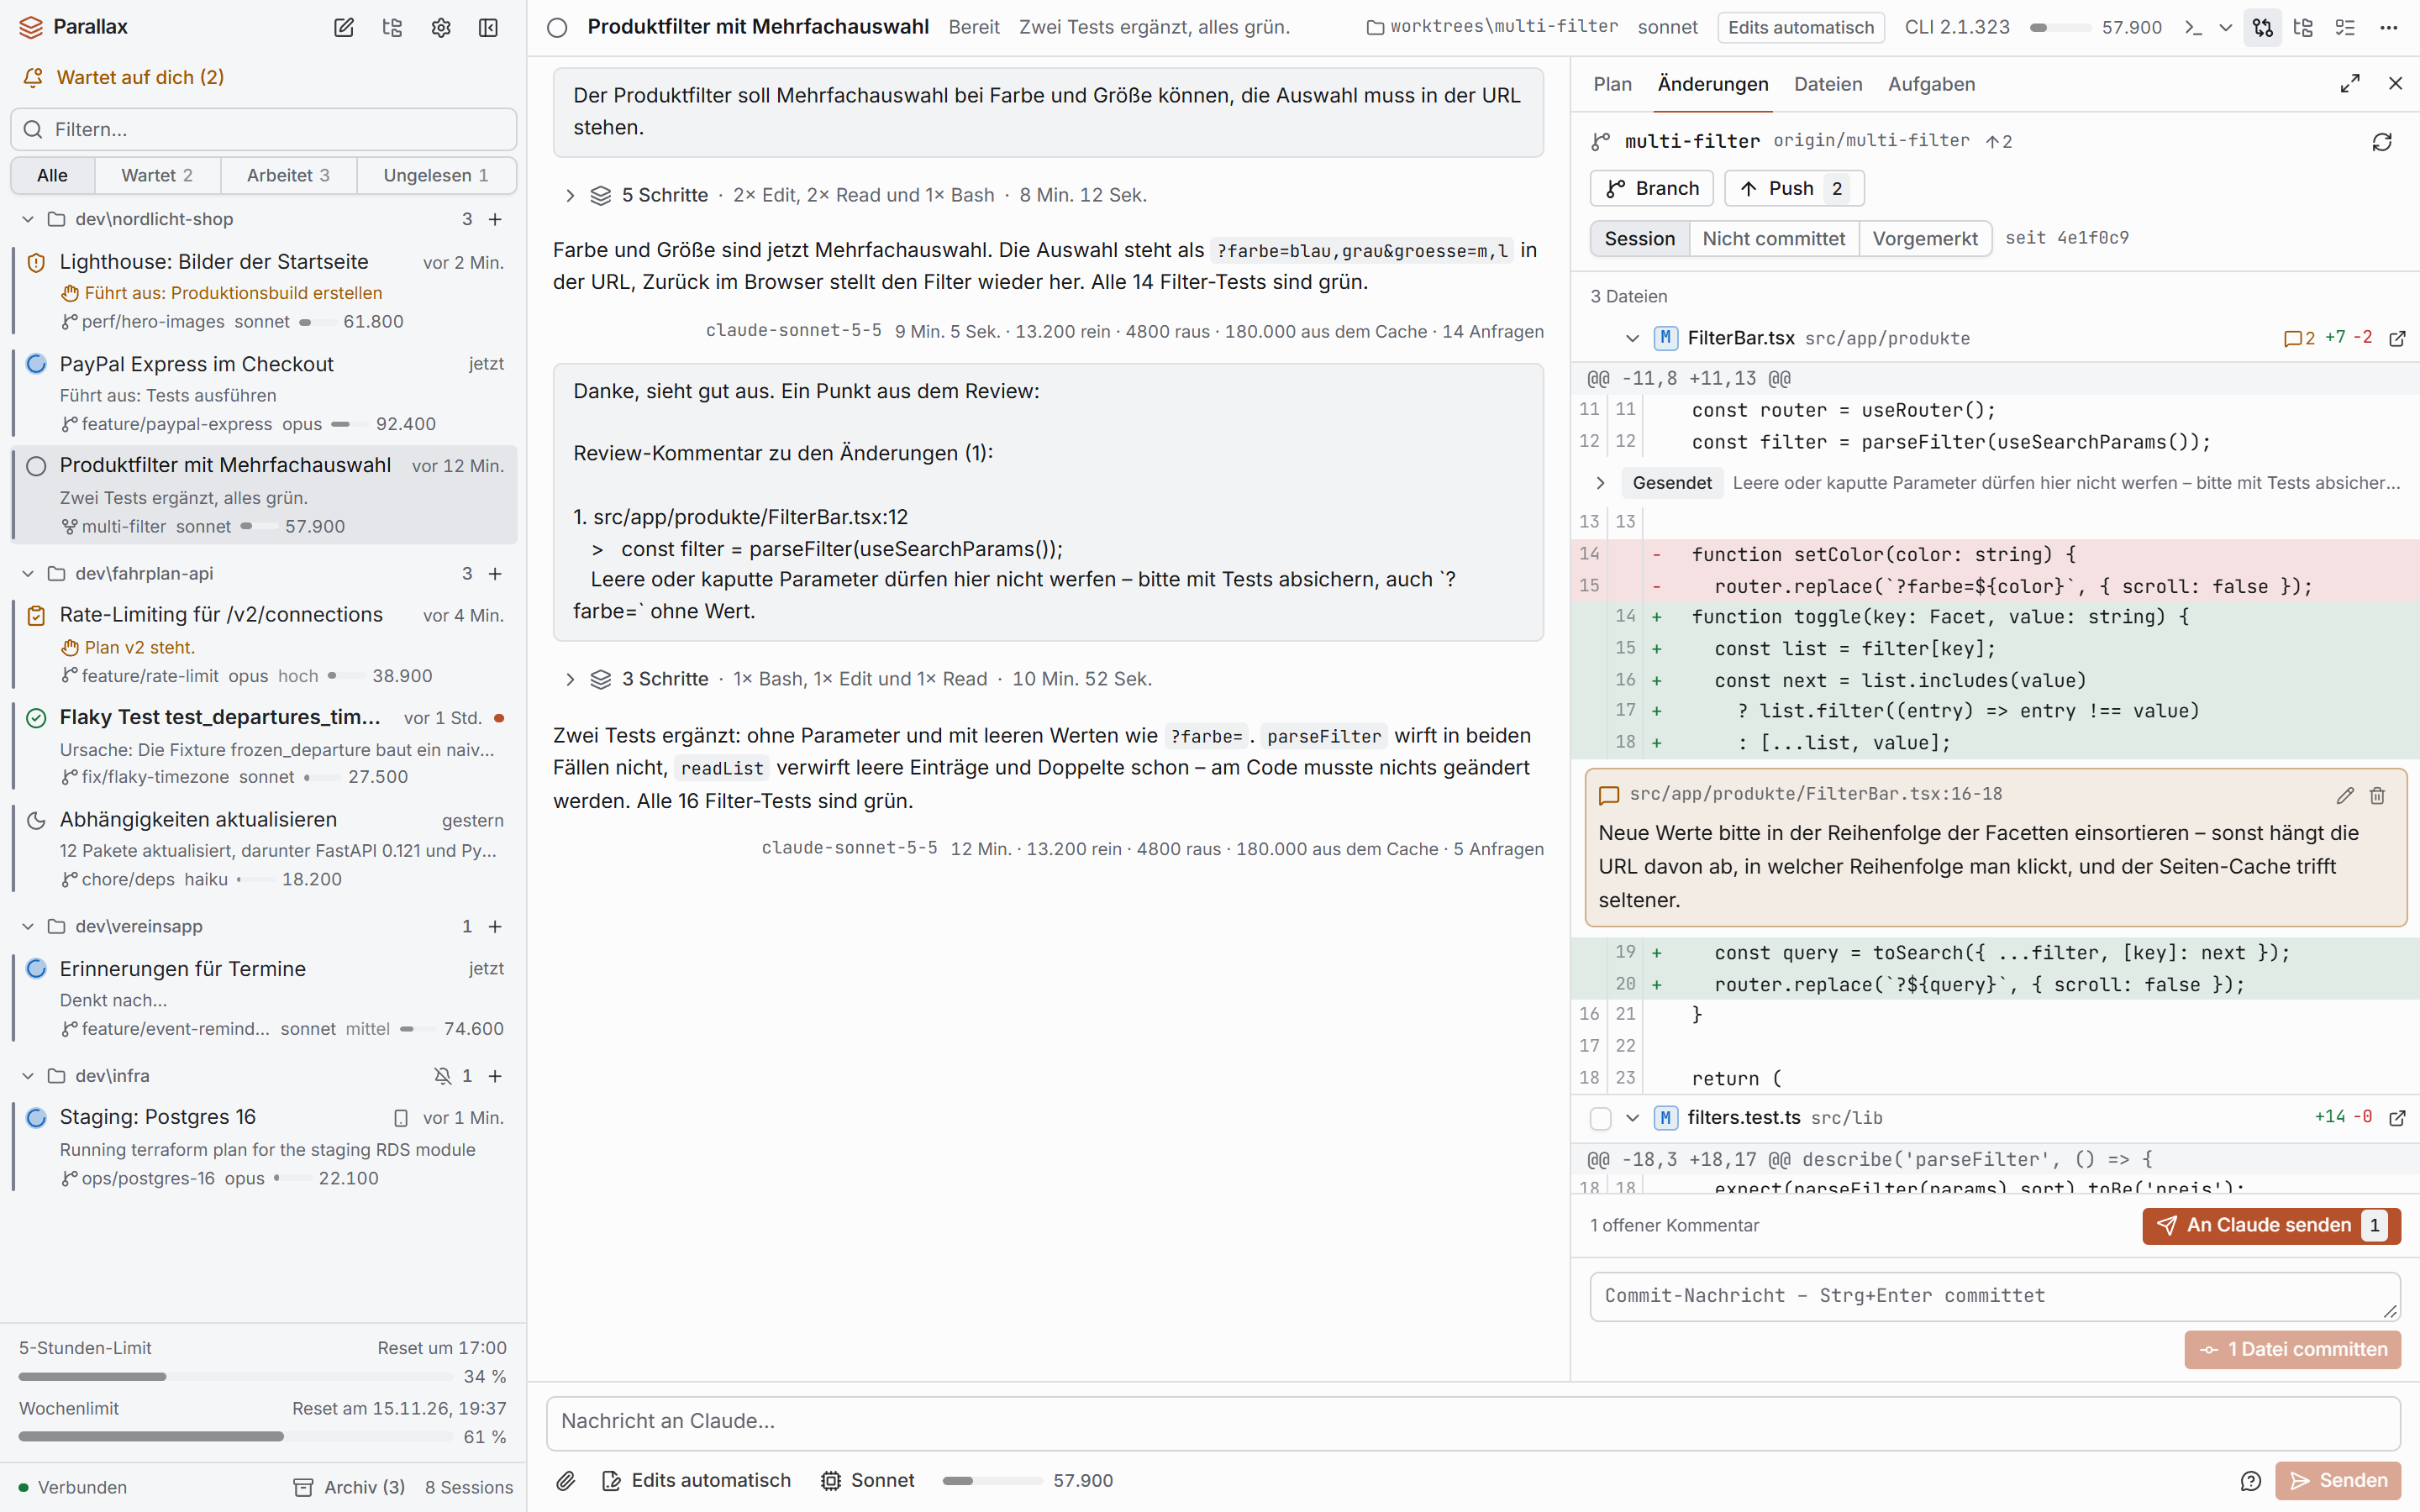 Parallax
Wartet auf dich (2)
Filtern...
Alle Wartet 2 Arbeitet 3 Ungelesen 1
dev\nordlicht-shop 3
Lighthouse: Bilder der Startseite vor 2 Min.
Führt aus: Produktionsbuild erstellen
perf/hero-images sonnet 61.800
PayPal Express im Checkout jetzt
Führt aus: Tests ausführen
feature/paypal-express opus 92.400
Produktfilter mit Mehrfachauswahl vor 12 Min.
Zwei Tests ergänzt, alles grün.
multi-filter sonnet 57.900
dev\fahrplan-api 3
Rate-Limiting für /v2/connections vor 4 Min.
Plan v2 steht.
feature/rate-limit opus hoch 38.900
Flaky Test test_departures_tim... vor 1 Std.
Ursache: Die Fixture frozen_departure baut ein naiv...
fix/flaky-timezone sonnet 27.500
Abhängigkeiten aktualisieren gestern
12 Pakete aktualisiert, darunter FastAPI 0.121 und Py...
chore/deps haiku 18.200
dev\vereinsapp 1
Erinnerungen für Termine jetzt
Denkt nach...
feature/event-remind... sonnet mittel 74.600
dev\infra 1
Staging: Postgres 16 vor 1 Min.
Running terraform plan for the staging RDS module
ops/postgres-16 opus 22.100
5-Stunden-Limit Reset um 17:00
34 %
Wochenlimit Reset am 15.11.26, 19:37
61 %
Verbunden Archiv (3) 8 Sessions
Produktfilter mit Mehrfachauswahl Bereit Zwei Tests ergänzt, alles grün. worktrees\multi-filter sonnet Edits automatisch CLI 2.1.323 57.900
Der Produktfilter soll Mehrfachauswahl bei Farbe und Größe können, die Auswahl muss in der URL
stehen.
5 Schritte · 2× Edit, 2× Read und 1× Bash · 8 Min. 12 Sek.
Farbe und Größe sind jetzt Mehrfachauswahl. Die Auswahl steht als ?farbe=blau,grau&groesse=m,l in
der URL, Zurück im Browser stellt den Filter wieder her. Alle 14 Filter-Tests sind grün.
claude-sonnet-5-5 9 Min. 5 Sek. · 13.200 rein · 4800 raus · 180.000 aus dem Cache · 14 Anfragen
Danke, sieht gut aus. Ein Punkt aus dem Review:
Review-Kommentar zu den Änderungen (1):
1. src/app/produkte/FilterBar.tsx:12
> const filter = parseFilter(useSearchParams());
Leere oder kaputte Parameter dürfen hier nicht werfen – bitte mit Tests absichern, auch `?
farbe=` ohne Wert.
3 Schritte · 1× Bash, 1× Edit und 1× Read · 10 Min. 52 Sek.
Zwei Tests ergänzt: ohne Parameter und mit leeren Werten wie ?farbe= . parseFilter wirft in beiden
Fällen nicht, readList verwirft leere Einträge und Doppelte schon – am Code musste nichts geändert
werden. Alle 16 Filter-Tests sind grün.
claude-sonnet-5-5 12 Min. · 13.200 rein · 4800 raus · 180.000 aus dem Cache · 5 Anfragen
Plan Änderungen Dateien Aufgaben
multi-filter origin/multi-filter ↑2
Branch Push 2
Session Nicht committet Vorgemerkt seit 4e1f0c9
3 Dateien
M FilterBar.tsx src/app/produkte 2 +7 -2
@@ -11,8 +11,13 @@
11 11 const router = useRouter();
12 12 const filter = parseFilter(useSearchParams());
Gesendet Leere oder kaputte Parameter dürfen hier nicht werfen – bitte mit Tests absicher...
13 13
14 - function setColor(color: string) {
15 - router.replace(`?farbe=${color}`, { scroll: false });
14 + function toggle(key: Facet, value: string) {
15 + const list = filter[key];
16 + const next = list.includes(value)
17 + ? list.filter((entry) => entry !== value)
18 + : [...list, value];
src/app/produkte/FilterBar.tsx:16-18
Neue Werte bitte in der Reihenfolge der Facetten einsortieren – sonst hängt die
URL davon ab, in welcher Reihenfolge man klickt, und der Seiten-Cache trifft
seltener.
19 + const query = toSearch({ ...filter, [key]: next });
20 + router.replace(`?${query}`, { scroll: false });
16 21 }
17 22
18 23 return (
M filters.test.ts src/lib +14 -0
@@ -18,3 +18,17 @@ describe('parseFilter', () => {
18 18 expect(parseFilter(params).sort).toBe('preis');
1 offener Kommentar An Claude senden 1
Commit-Nachricht – Strg+Enter committet
1 Datei committen
Nachricht an Claude...
Edits automatisch Sonnet 57.900 Senden